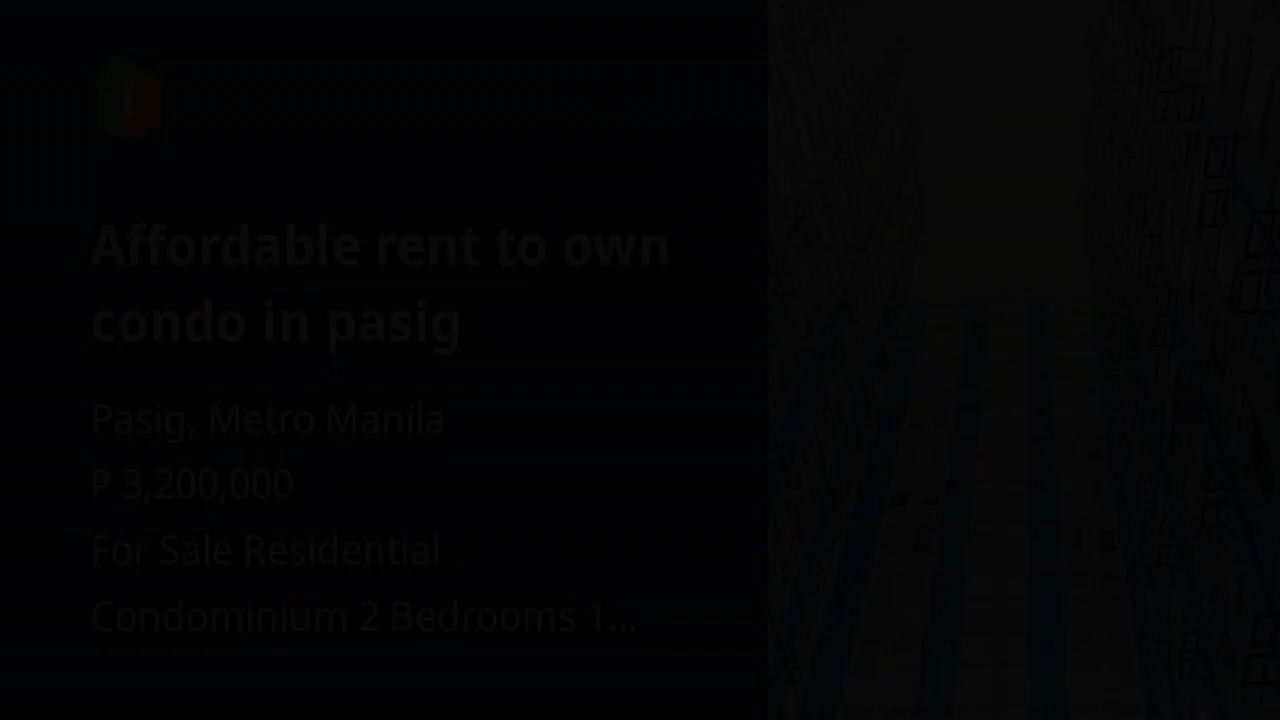 Affordable rent to own
condo in pasig
Pasig, Metro Manila
₱ 3,200,000
For Sale Residential
Condominium 2 Bedrooms 1...